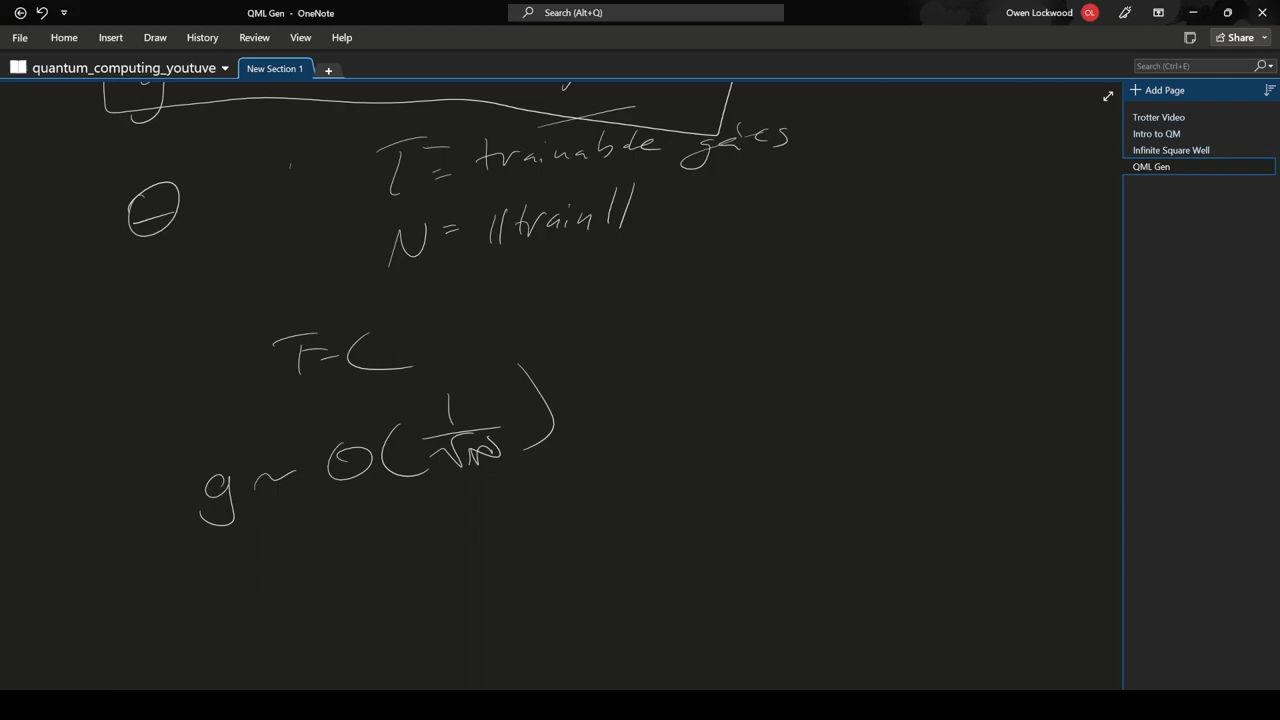 QML Gen - OneNote
Search (Alt+Q)
Owen Lockwood
OL
File Home Insert Draw History Review View Help
Share
quantum_computing_youtuve
New Section 1
+
Search (Ctrl+E)
Add Page
Trotter Video
Intro to QM
Infinite Square Well
QML Gen
T = trainable gates
N = ||train||
Θ
T = C
g ~ O(1/√N)